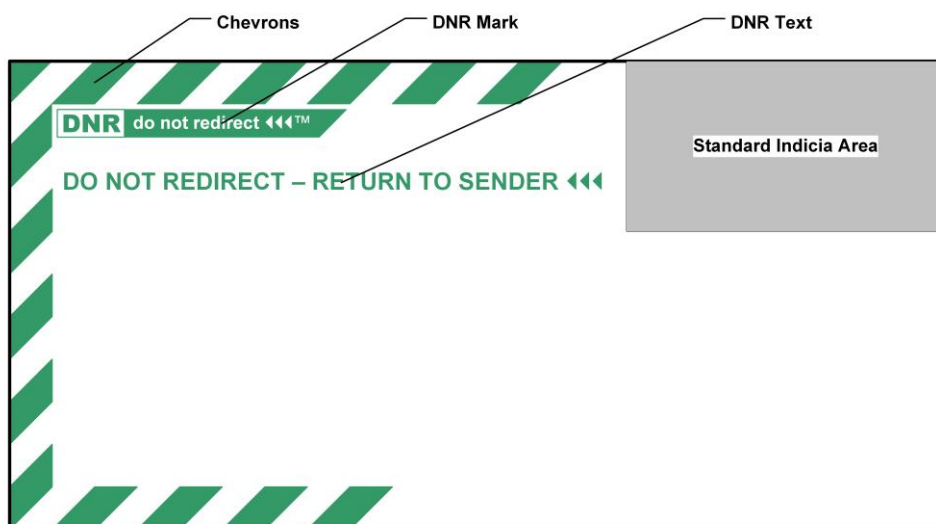 Chevrons DNR Mark DNR Text
DNR do not redirect ™
Standard Indicia Area
DO NOT REDIRECT – RETURN TO SENDER